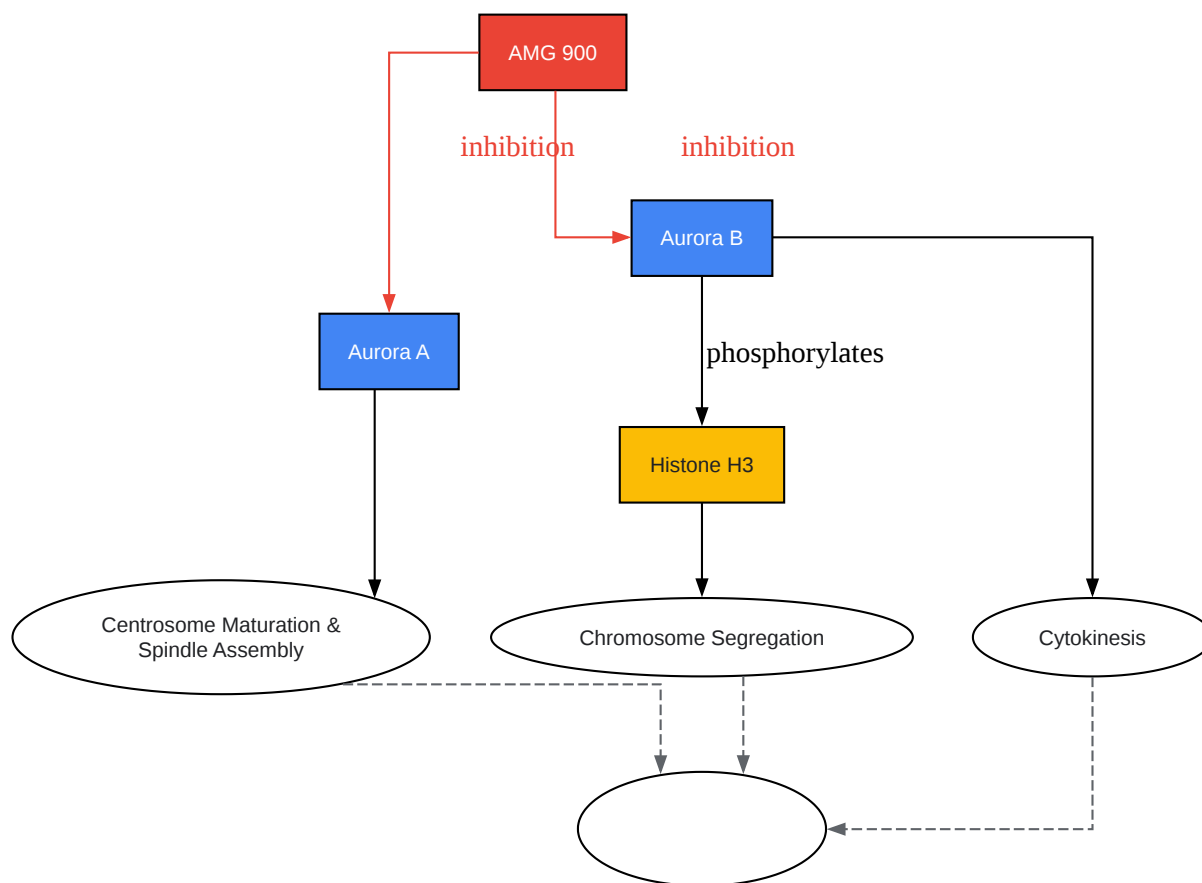 AMG 900
inhibition
inhibition
Aurora B
Aurora A
phosphorylates
Histone H3
Centrosome Maturation &
Spindle Assembly
Chromosome Segregation
Cytokinesis